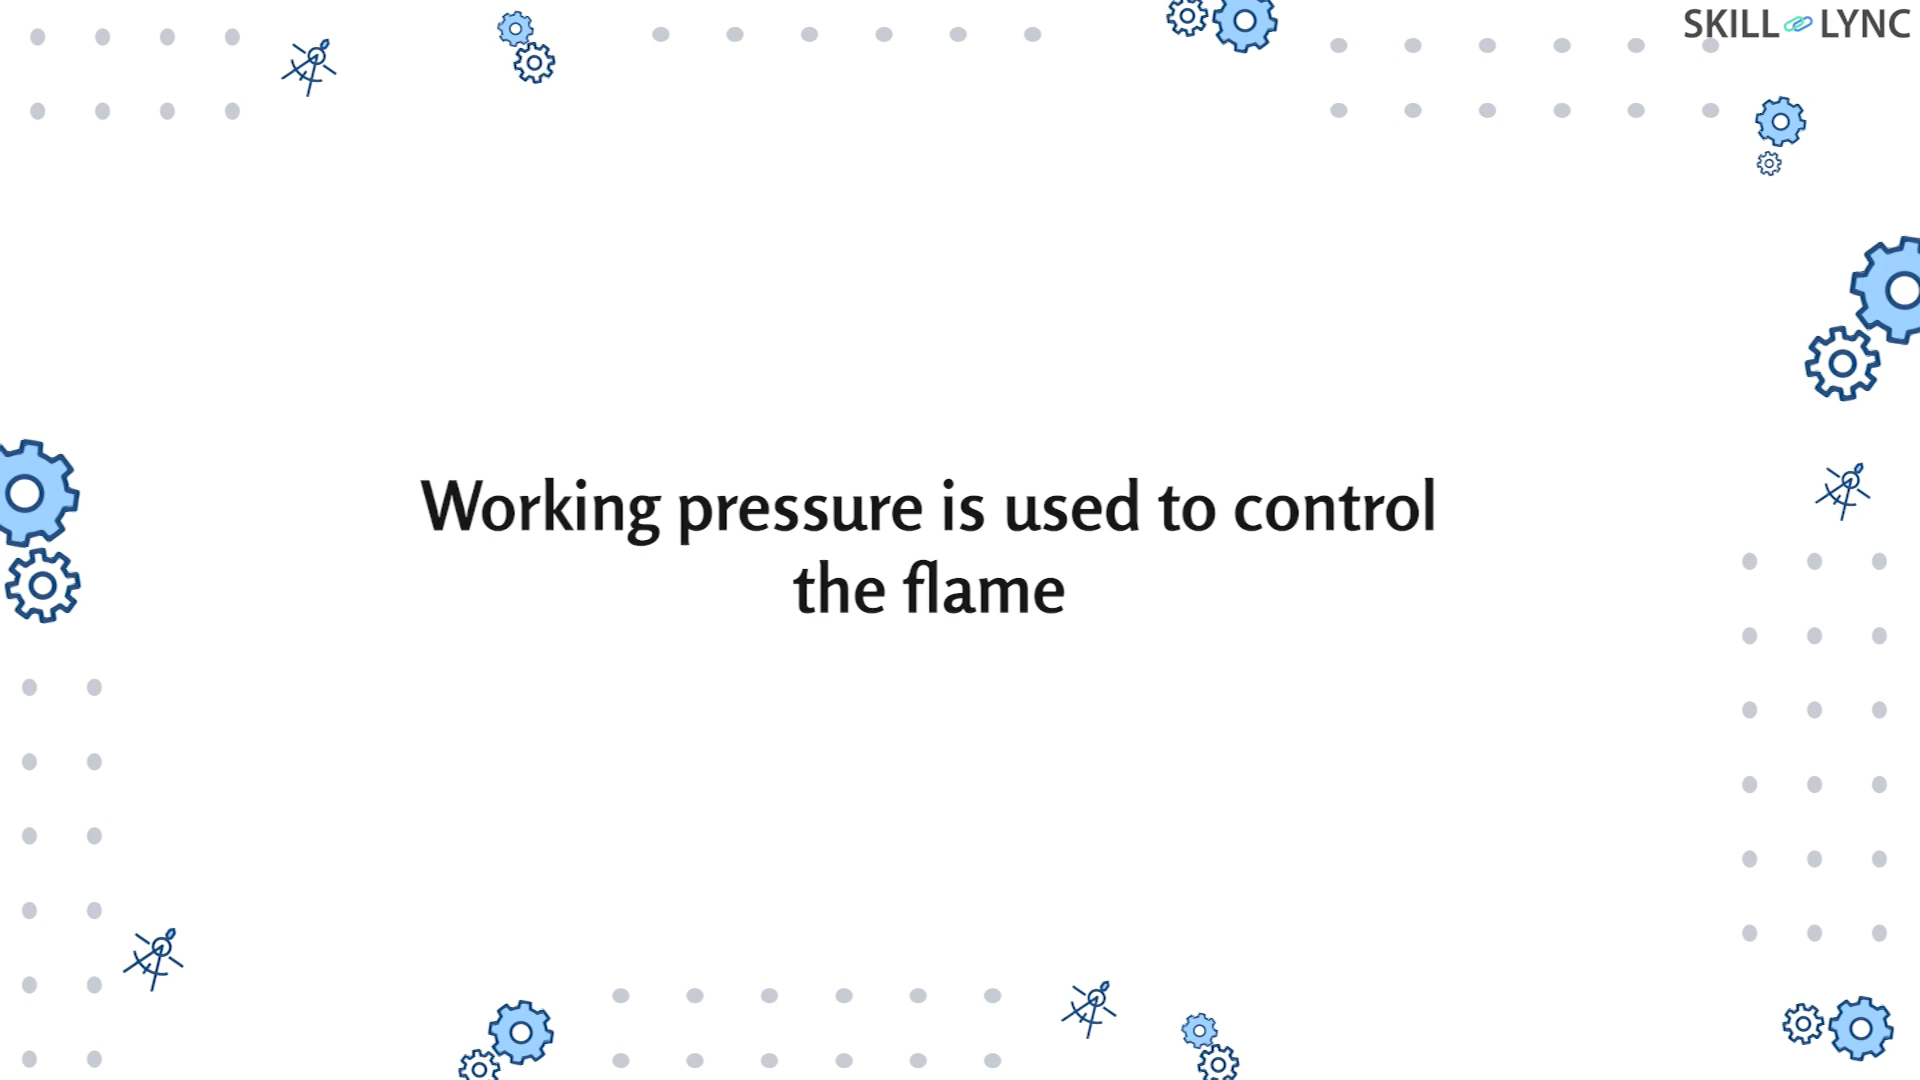 SKILL LYNC
Working pressure is used to control
the flame